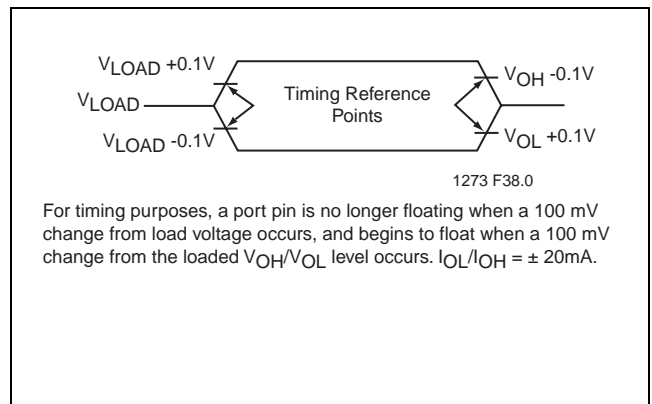 VLOAD +0.1V
VLOAD
VLOAD -0.1V
Timing Reference
Points
VOH -0.1V
VOL +0.1V
1273 F38.0
For timing purposes, a port pin is no longer floating when a 100 mV
change from load voltage occurs, and begins to float when a 100 mV
change from the loaded VOH/VOL level occurs. IOL/IOH = ± 20mA.